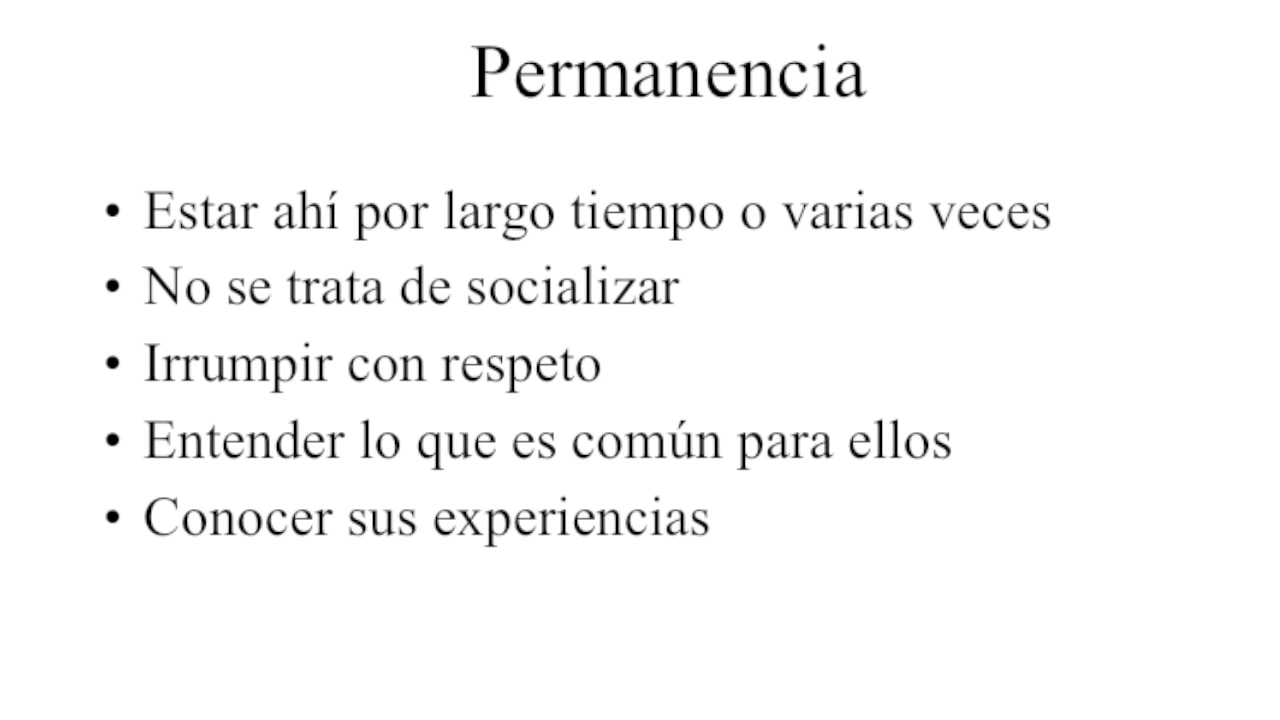 Permanencia
• Estar ahí por largo tiempo o varias veces
• No se trata de socializar
• Irrumpir con respeto
• Entender lo que es común para ellos
• Conocer sus experiencias